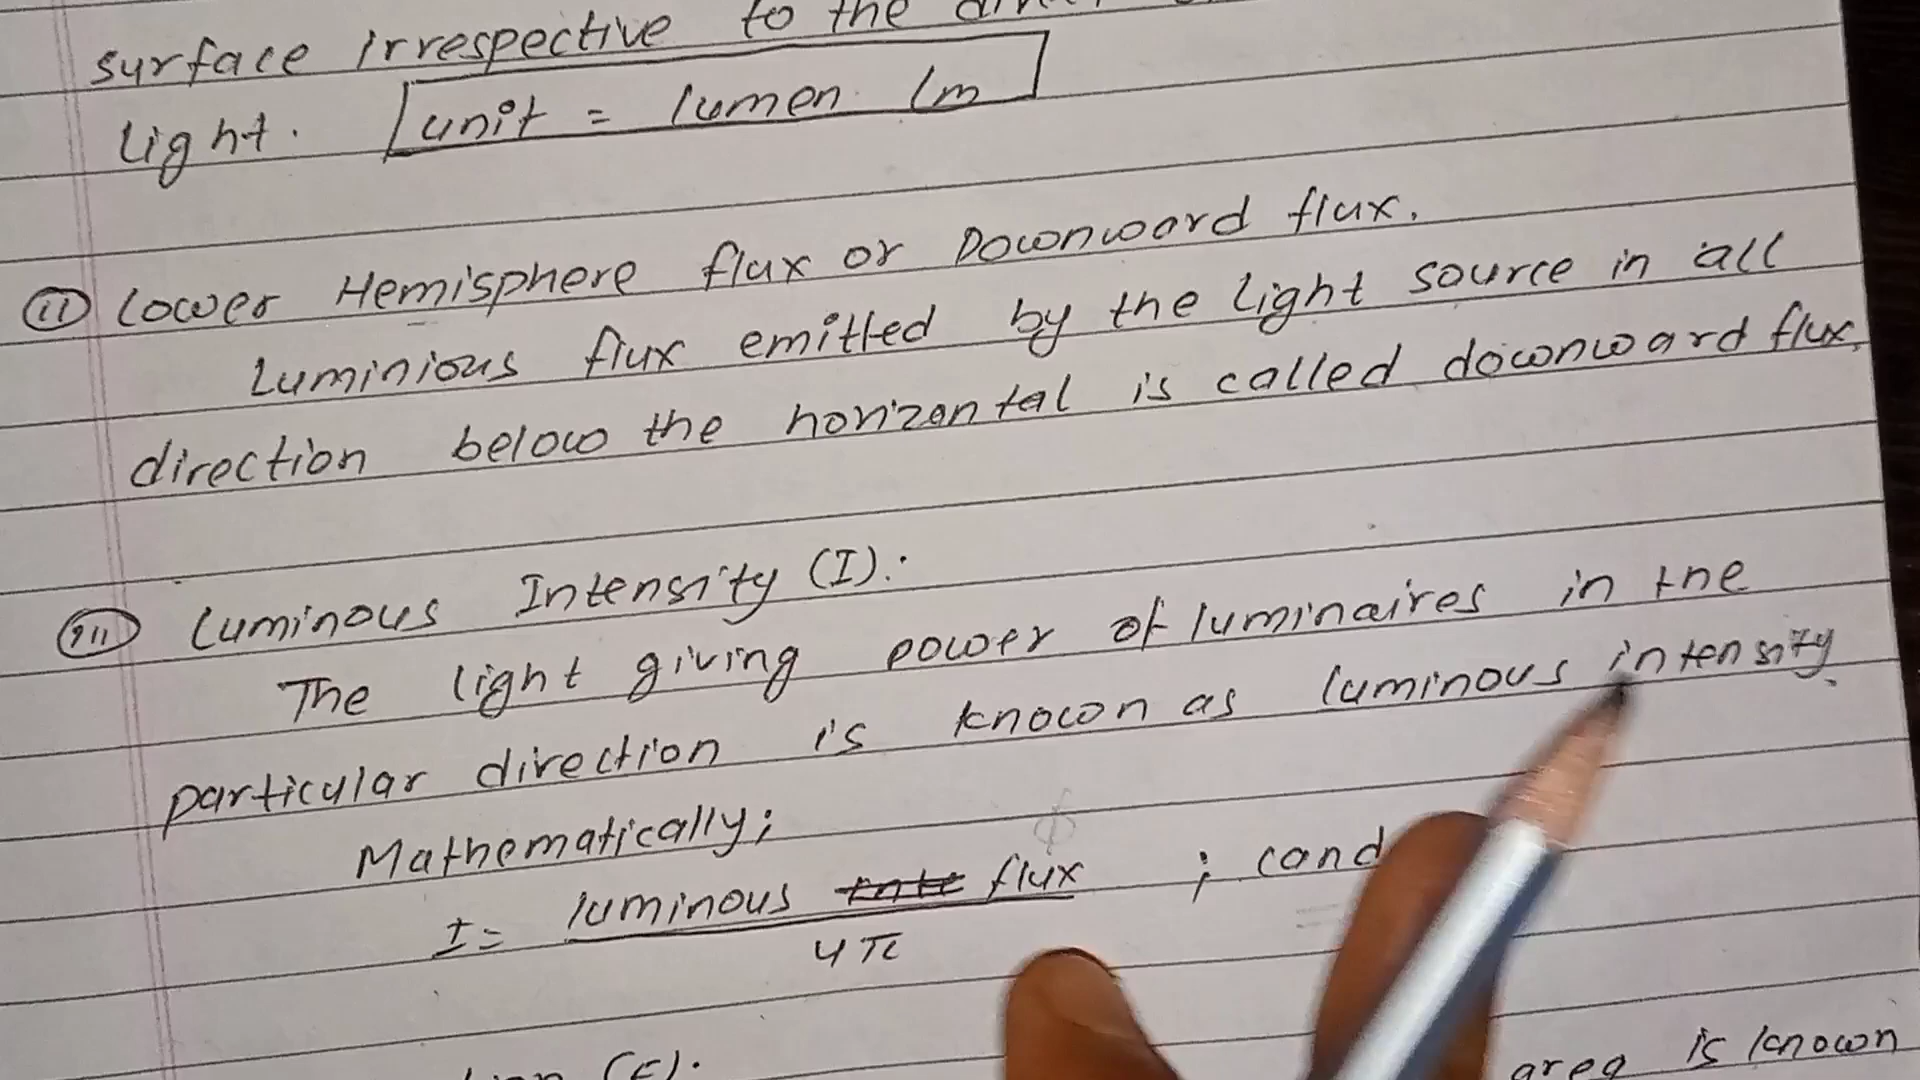 surface irrespective to the
light. unit = lumen lm
(ii) Lower Hemisphere flux or Downward flux.
Luminious flux emitted by the light source in all
direction below the horizontal is called downward flux.
(iii) Luminous Intensity (I):
The light giving power of luminaires in the
particular direction is known as luminous intensity.
Mathematically;
ϕ
I = luminous flux ; cand
4π
(E). area is known